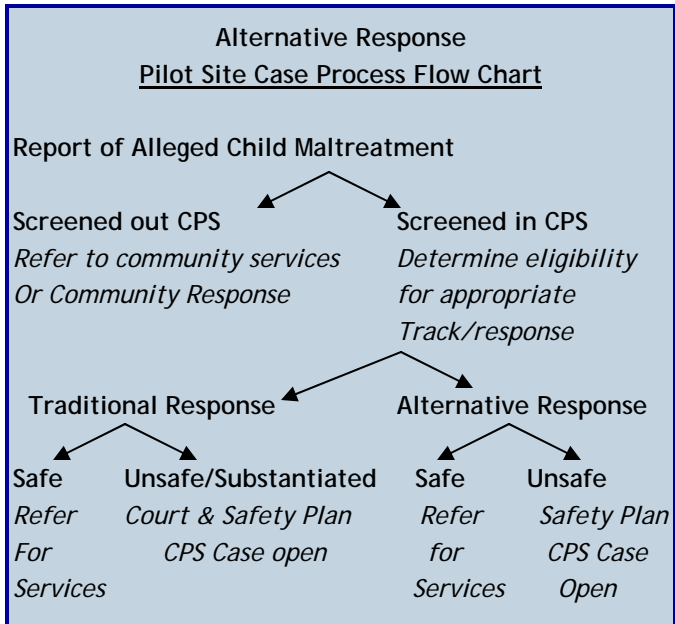 Alternative Response
Pilot Site Case Process Flow Chart
Report of Alleged Child Maltreatment
Screened out CPS
Refer to community services
Or Community Response
Screened in CPS
Determine eligibility
for appropriate
Track/response
Traditional Response
Alternative Response
Safe
Refer
For
Services
Unsafe/Substantiated
Court & Safety Plan
CPS Case open
Safe
Refer
for
Services
Unsafe
Safety Plan
CPS Case
Open